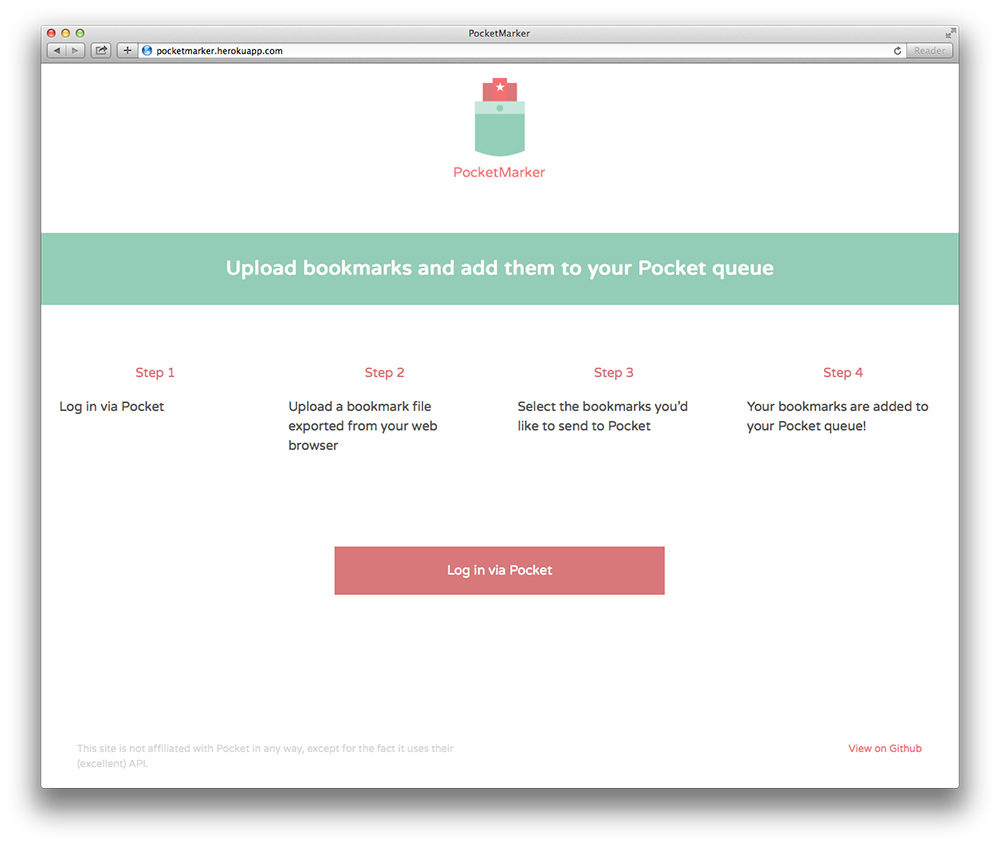 PocketMarker
pocketmarker.herokuapp.com
Reader
PocketMarker
Upload bookmarks and add them to your Pocket queue
Step 1
Log in via Pocket
Step 2
Upload a bookmark file
exported from your web
browser
Step 3
Select the bookmarks you'd
like to send to Pocket
Step 4
Your bookmarks are added to
your Pocket queue!
Log in via Pocket
This site is not affiliated with Pocket in any way, except for the fact it uses their
(excellent) API.
View on Github